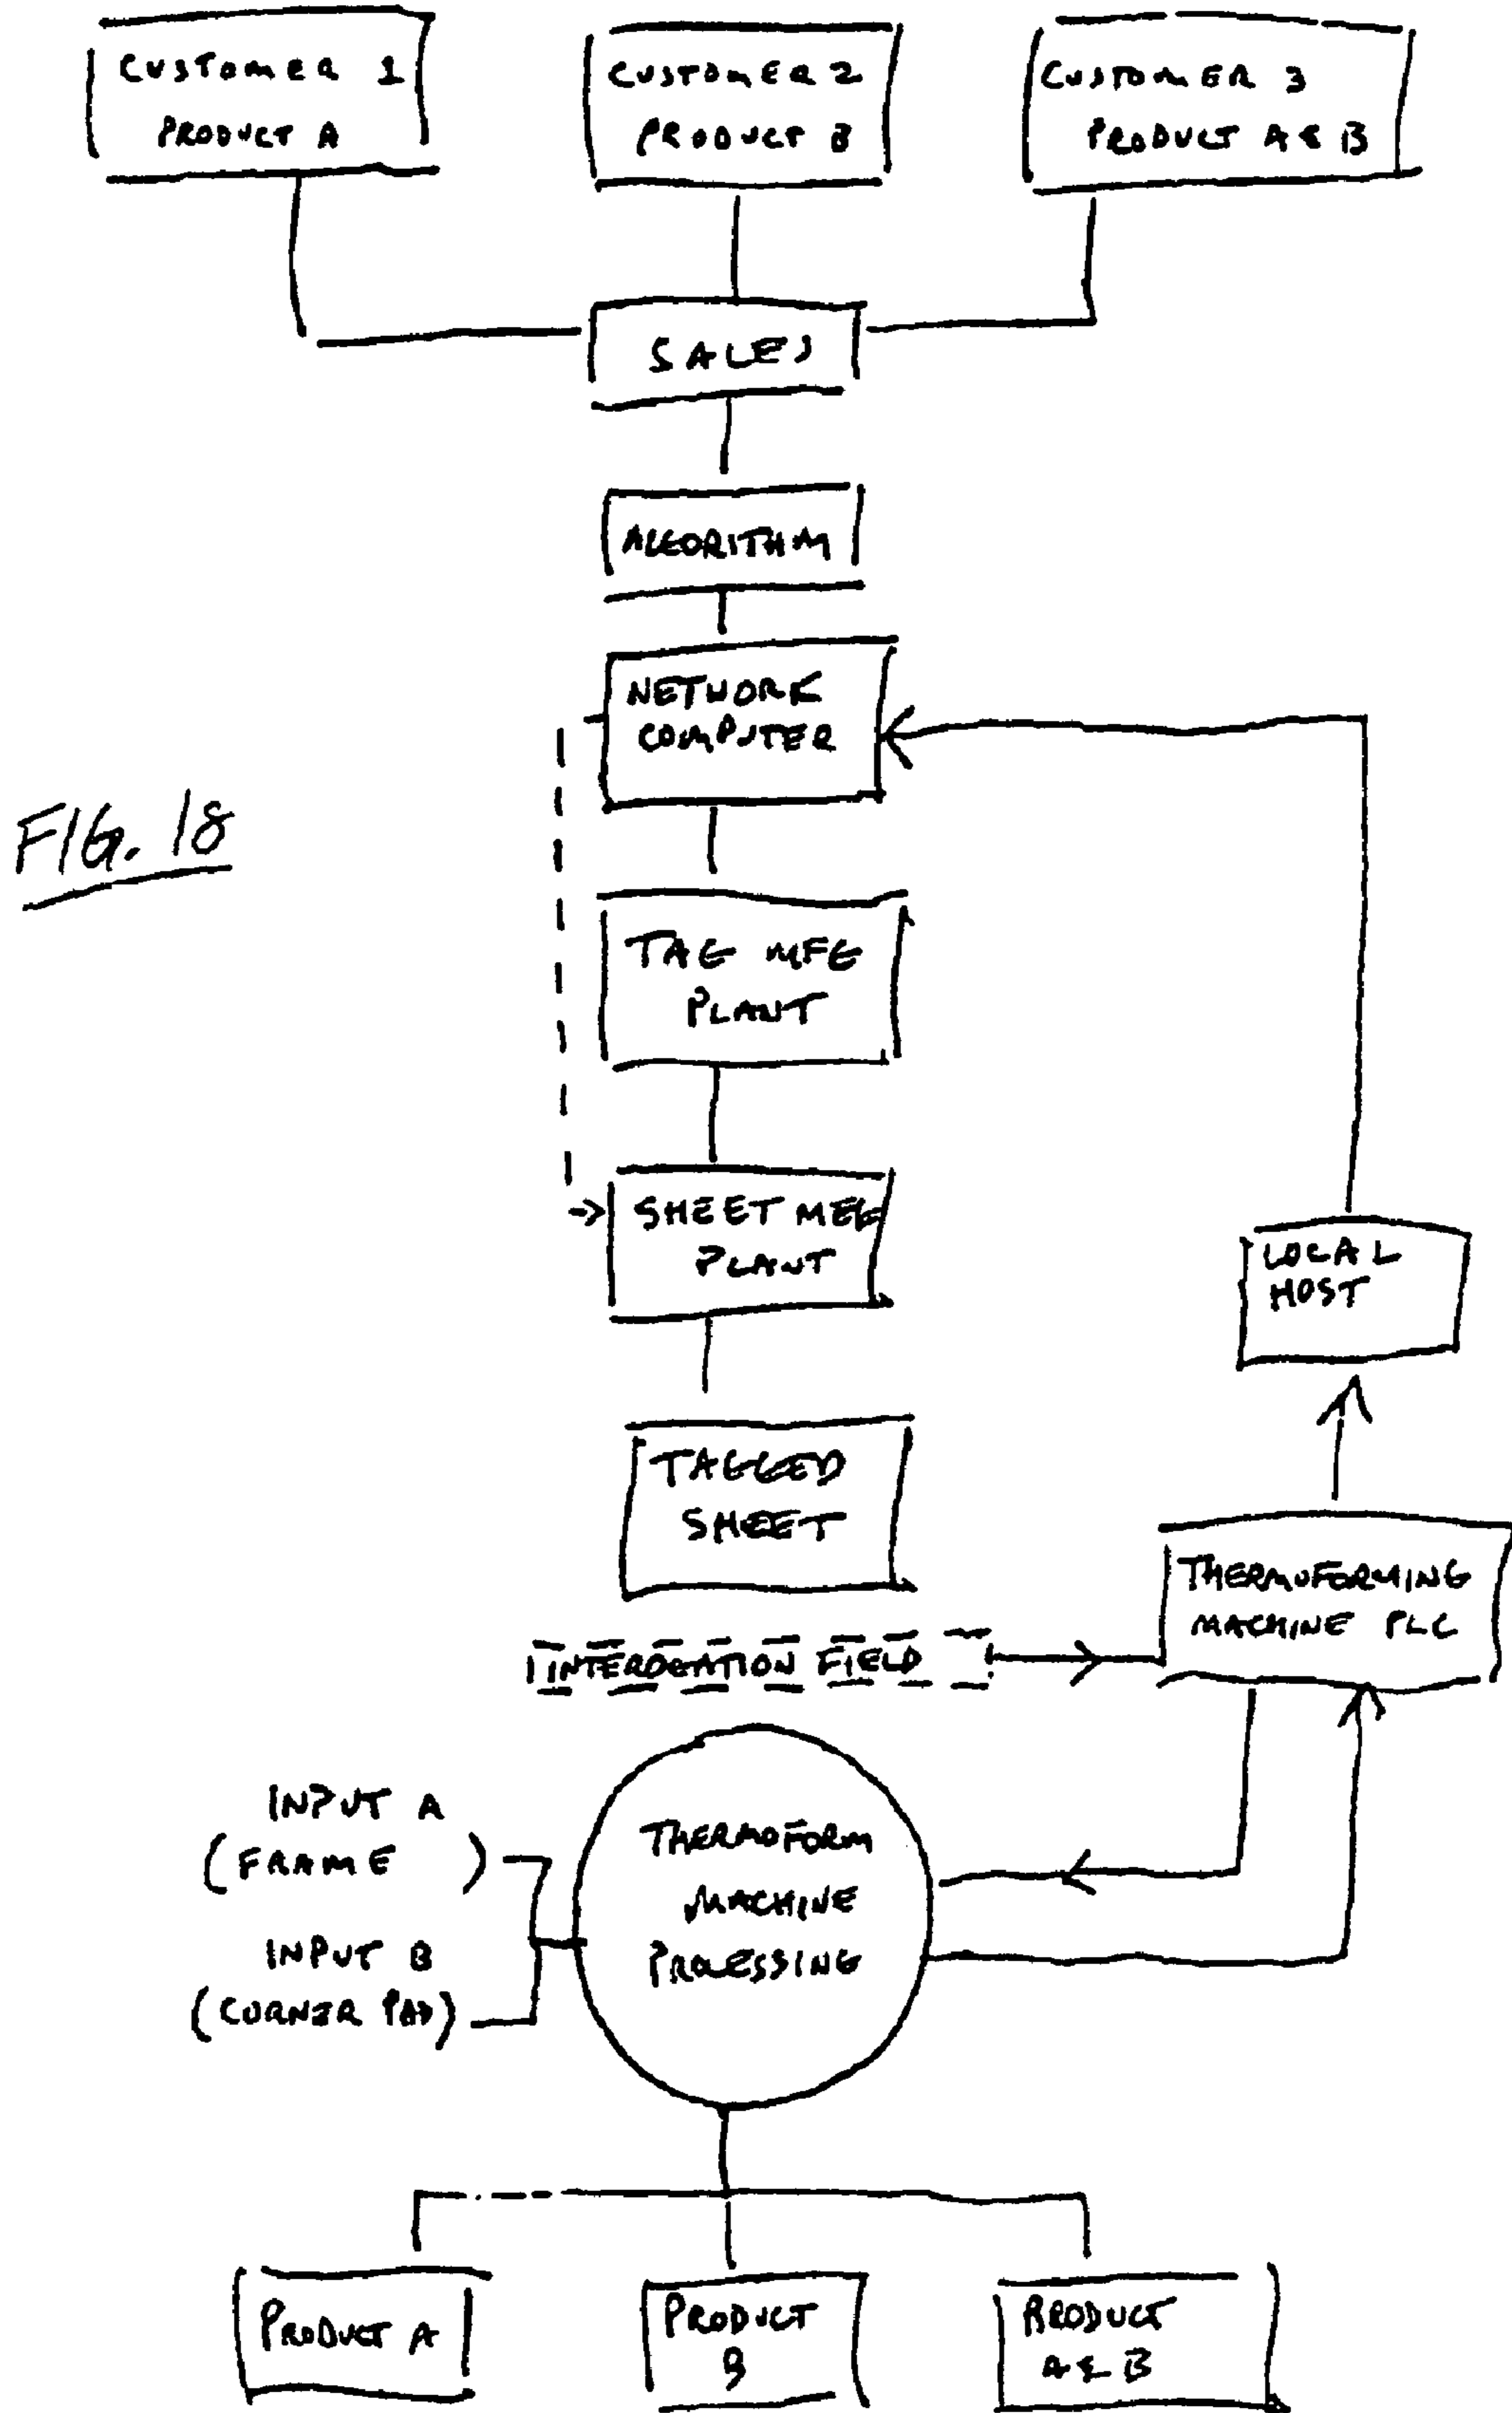 CUSTOMER 1
PRODUCT A
CUSTOMER 2
PRODUCT B
CUSTOMER 3
PRODUCT A & B
SALES
ALGORITHM
NETWORK
COMPUTER
FIG. 18
TAG MFG
PLANT
SHEET MFG
PLANT
LOCAL
HOST
TAGGED
SHEET
THERMOFORMING
MACHINE PLC
INTEROGATION FIELD
INPUT A
(FRAME)
INPUT B
(CORNER PAD)
THERMOFORM
MACHINE
PROCESSING
PRODUCT A
PRODUCT
B
PRODUCT
A & B